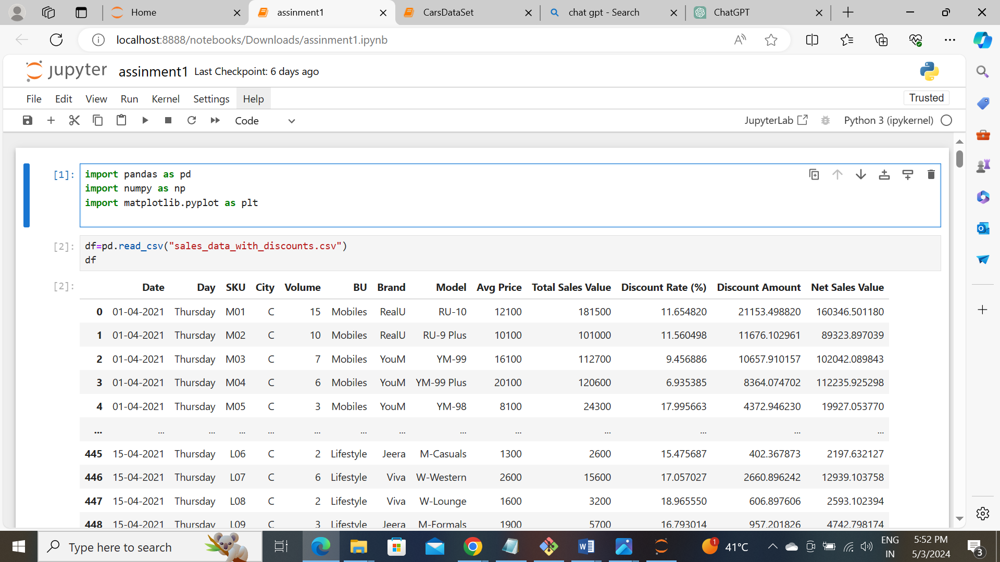 Home
assinment1
CarsDataSet
chat gpt - Search
ChatGPT
localhost:8888/notebooks/Downloads/assinment1.ipynb
jupyter assinment1 Last Checkpoint: 6 days ago
File Edit View Run Kernel Settings Help
Trusted
Code
JupyterLab
Python 3 (ipykernel)
[1]: import pandas as pd
import numpy as np
import matplotlib.pyplot as plt
[2]: df=pd.read_csv("sales_data_with_discounts.csv")
df
[2]: Date Day SKU City Volume BU Brand Model Avg Price Total Sales Value Discount Rate (%) Discount Amount Net Sales Value
0 01-04-2021 Thursday M01 C 15 Mobiles RealU RU-10 12100 181500 11.654820 21153.498820 160346.501180
1 01-04-2021 Thursday M02 C 10 Mobiles RealU RU-9 Plus 10100 101000 11.560498 11676.102961 89323.897039
2 01-04-2021 Thursday M03 C 7 Mobiles YouM YM-99 16100 112700 9.456886 10657.910157 102042.089843
3 01-04-2021 Thursday M04 C 6 Mobiles YouM YM-99 Plus 20100 120600 6.935385 8364.074702 112235.925298
4 01-04-2021 Thursday M05 C 3 Mobiles YouM YM-98 8100 24300 17.995663 4372.946230 19927.053770
... ... ... ... ... ... ... ... ... ... ... ... ... ...
445 15-04-2021 Thursday L06 C 2 Lifestyle Jeera M-Casuals 1300 2600 15.475687 402.367873 2197.632127
446 15-04-2021 Thursday L07 C 6 Lifestyle Viva W-Western 2600 15600 17.057027 2660.896242 12939.103758
447 15-04-2021 Thursday L08 C 2 Lifestyle Viva W-Lounge 1600 3200 18.965550 606.897606 2593.102394
448 15-04-2021 Thursday L09 C 3 Lifestyle Jeera M-Formals 1900 5700 16.793014 957.201826 4742.798174
Type here to search
1
41°C
ENG
IN
5:52 PM
5/3/2024
3